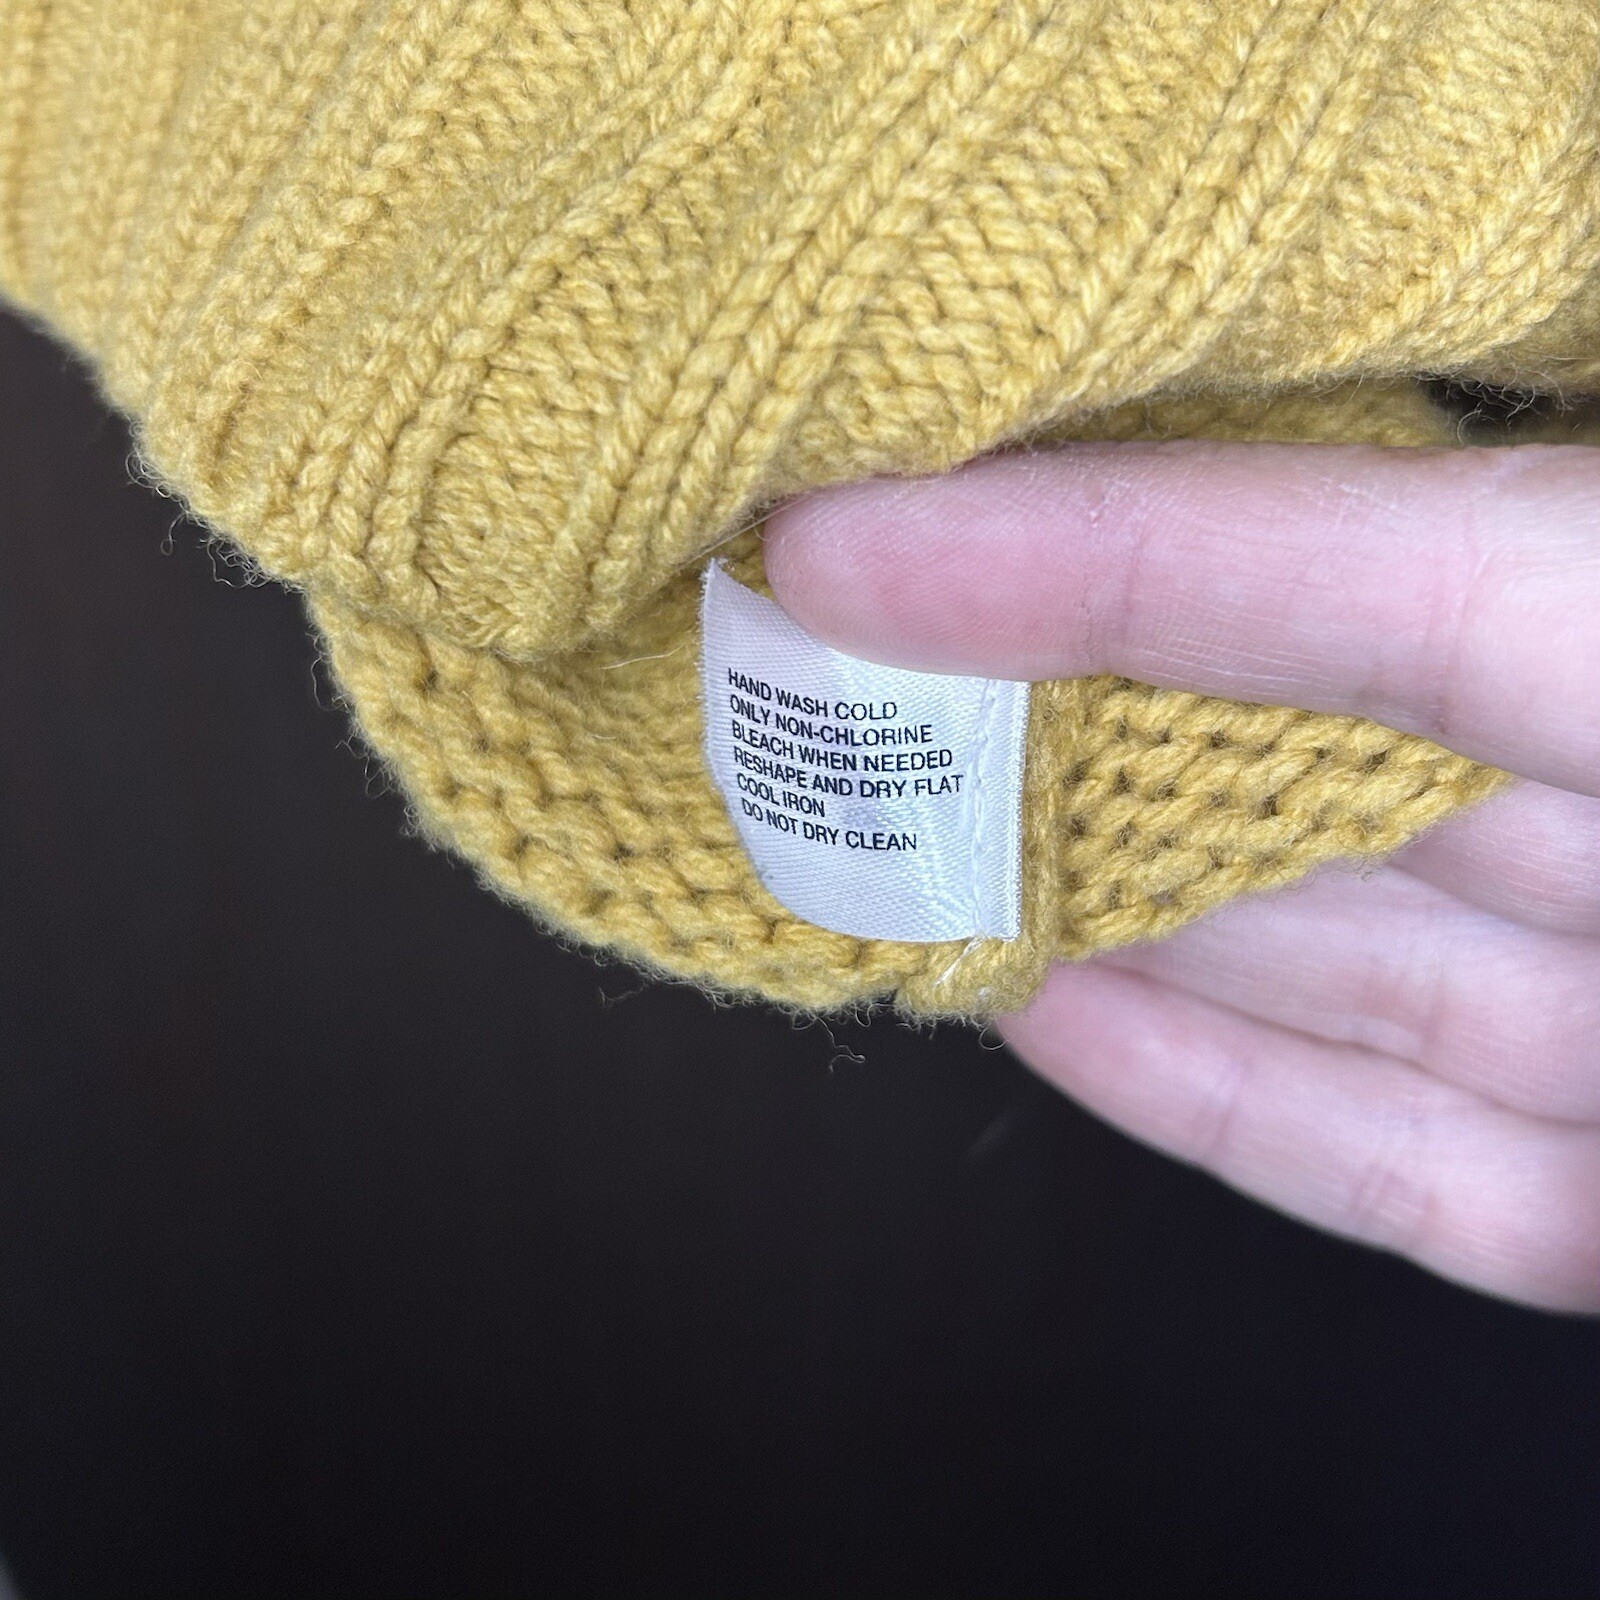 HAND WASH COLD
ONLY NON-CHLORINE
BLEACH WHEN NEEDED
RESHAPE AND DRY FLAT
COOL IRON
DO NOT DRY CLEAN